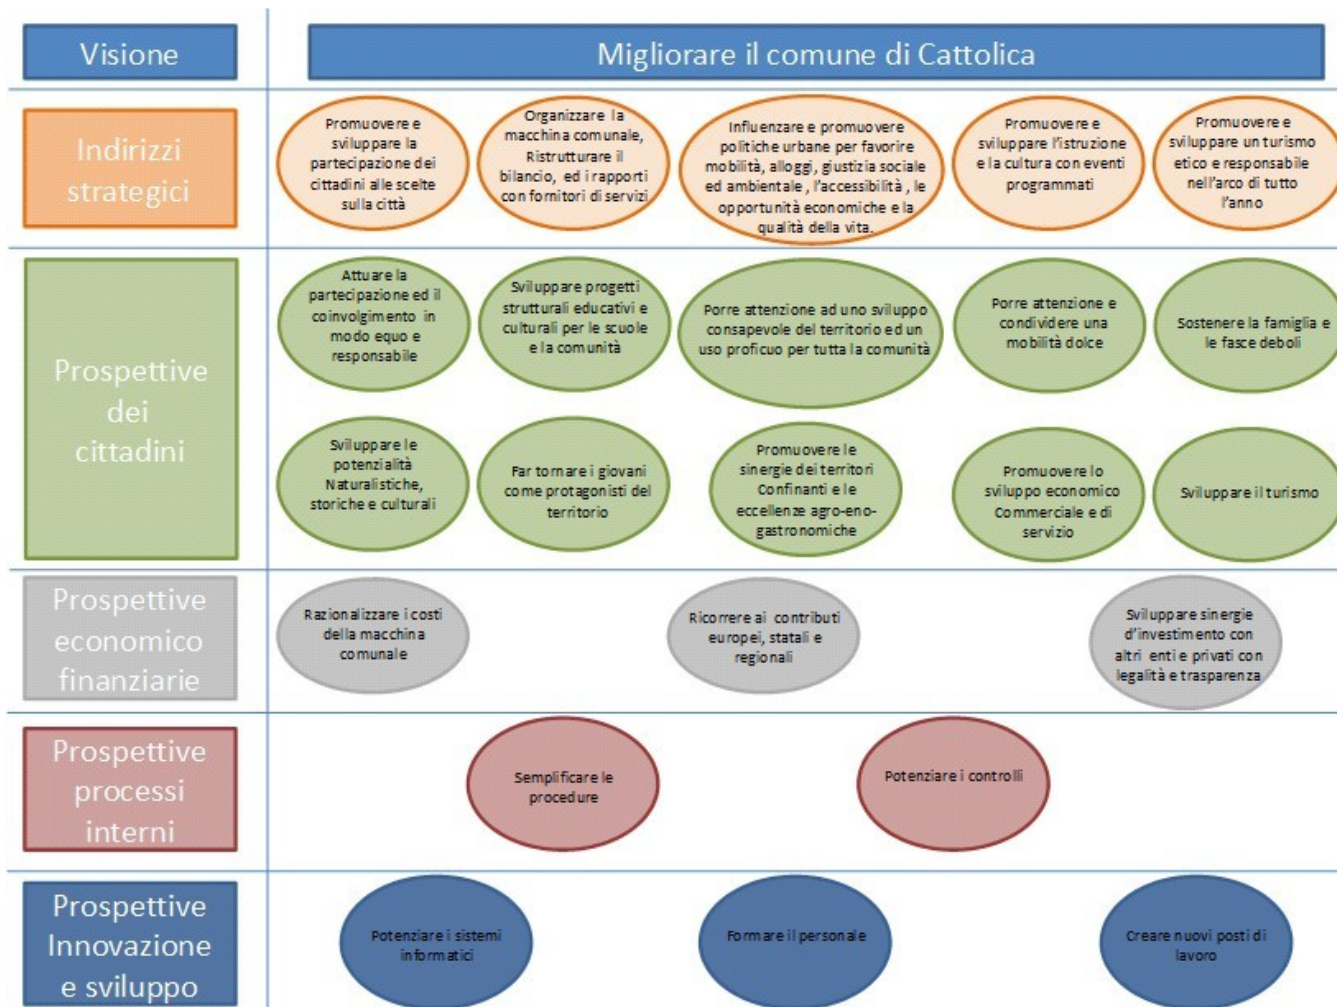 Visione
Migliorare il comune di Cattolica
Indirizzi
strategici
Promuovere e
sviluppare la
partecipazione dei
cittadini alle scelte
sulla città
Organizzare la
macchina comunale,
Ristrutturare il
bilancio, ed i rapporti
con fornitori di servizi
Influenzare e promuovere
politiche urbane per favorire
mobilità, alloggi, giustizia sociale
ed ambientale , l'accessibilità , le
opportunità economiche e la
qualità della vita.
Promuovere e
sviluppare l'istruzione
e la cultura con eventi
programmati
Promuovere e
sviluppare un turismo
etico e responsabile
nell'arco di tutto
l'anno
Prospettive
dei
cittadini
Attuare la
partecipazione ed il
coinvolgimento in
modo equo e
responsabile
Sviluppare progetti
strutturali educativi e
culturali per le scuole
e la comunità
Porre attenzione ad uno sviluppo
consapevole del territorio ed un
uso proficuo per tutta la comunità
Porre attenzione e
condividere una
mobilità dolce
Sostenere la famiglia e
le fasce deboli
Sviluppare le
potenzialità
Naturalistiche,
storiche e culturali
Far tornare i giovani
come protagonisti del
territorio
Promuovere le
sinergie dei territori
Confinanti e le
eccellenze agro-eno-
gastronomiche
Promuovere lo
sviluppo economico
Commerciale e di
servizio
Sviluppare il turismo
Prospettive
economico
finanziarie
Razionalizzare i costi
della macchina
comunale
Ricorrere ai contributi
europei, statali e
regionali
Sviluppare sinergie
d'investimento con
altri enti e privati con
legalità e trasparenza
Prospettive
processi
interni
Semplificare le
procedure
Potenziare i controlli
Prospettive
Innovazione
e sviluppo
Potenziare i sistemi
informatici
Formare il personale
Creare nuovi posti di
lavoro